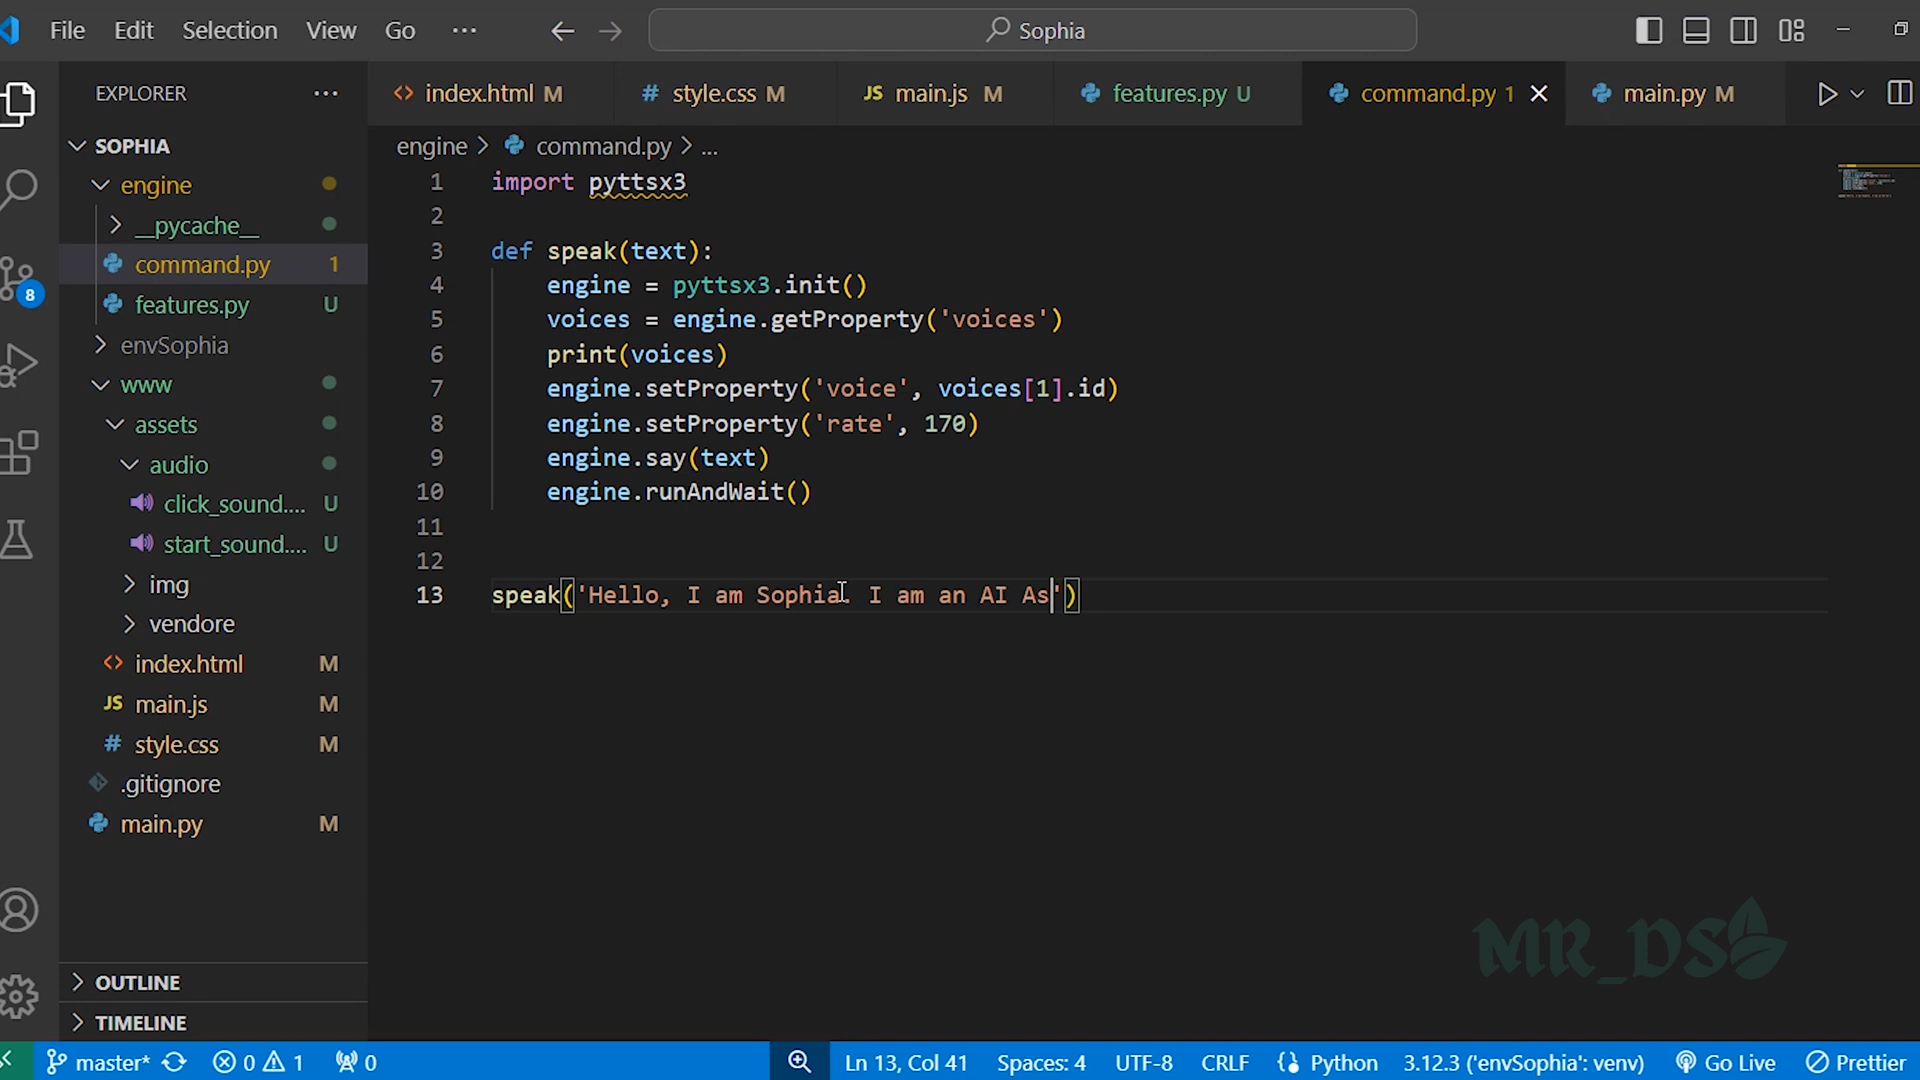 File Edit Selection View Go ··· Sophia
EXPLORER ···
index.html M style.css M JS main.js M features.py U command.py 1 main.py M
SOPHIA
engine
__pycache__
command.py 1
features.py U
envSophia
www
assets
audio
click_sound.... U
start_sound.... U
img
vendore
index.html M
JS main.js M
# style.css M
.gitignore
main.py M
OUTLINE
TIMELINE
8
engine > command.py > ...
1 import pyttsx3
2
3 def speak(text):
4 engine = pyttsx3.init()
5 voices = engine.getProperty('voices')
6 print(voices)
7 engine.setProperty('voice', voices[1].id)
8 engine.setProperty('rate', 170)
9 engine.say(text)
10 engine.runAndWait()
11
12
13 speak('Hello, I am Sophia. I am an AI As')
MR_DS
master* 0 1 0 Ln 13, Col 41 Spaces: 4 UTF-8 CRLF Python 3.12.3 ('envSophia': venv) Go Live Prettier